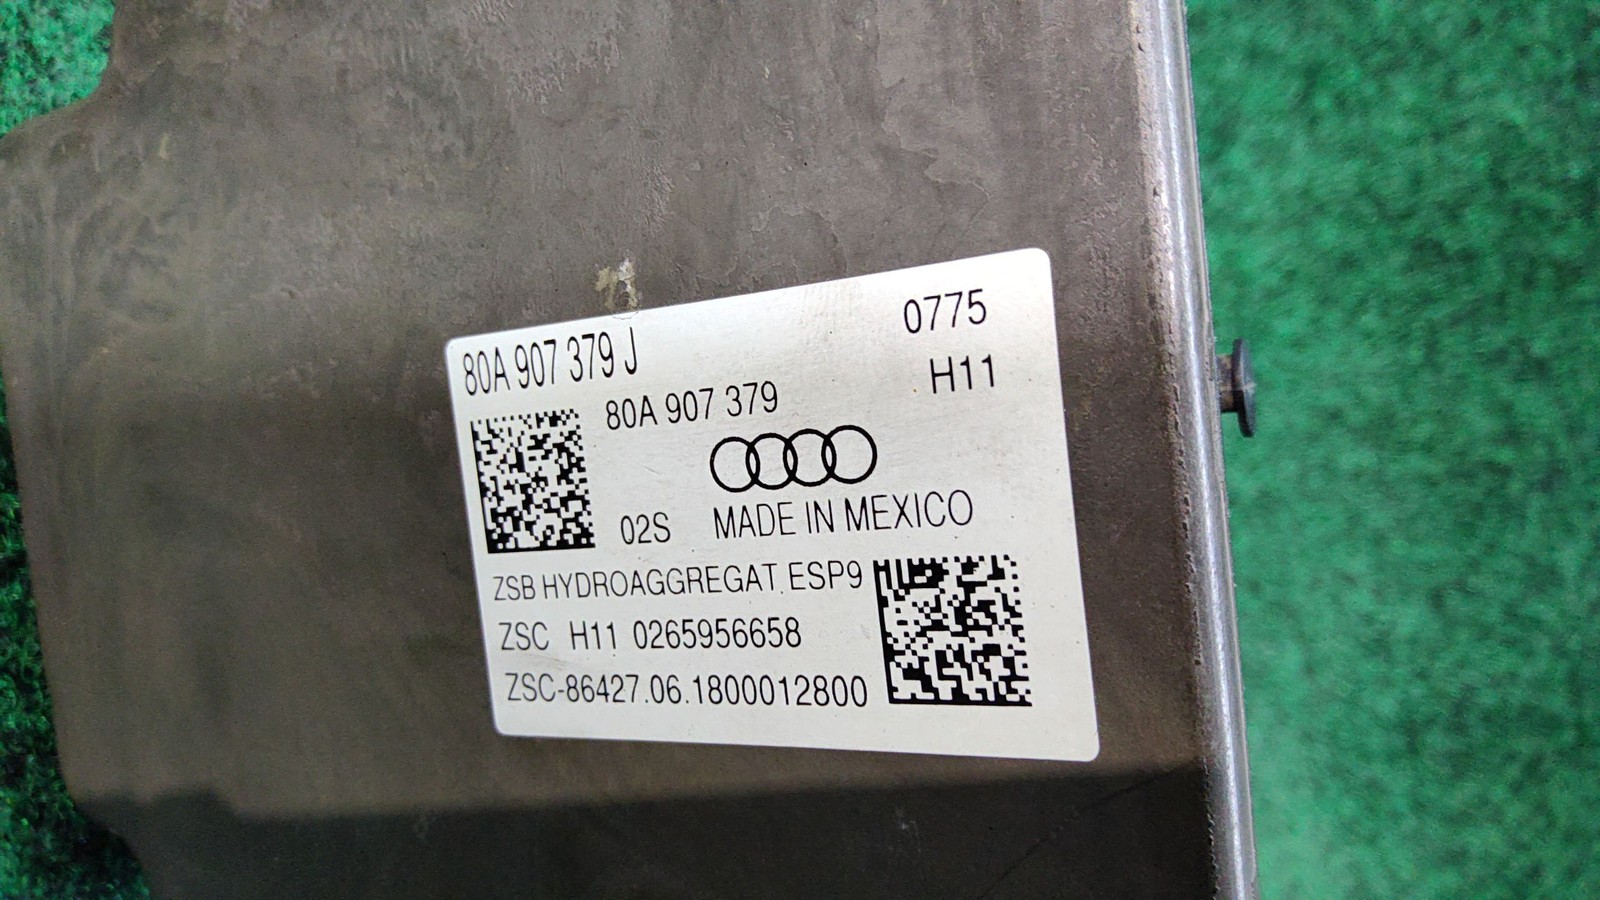 80A 907 379 J
0775
80A 907 379
H11
02S MADE IN MEXICO
ZSB HYDROAGGREGAT. ESP9
ZSC H11 0265956658
ZSC-86427.06.1800012800